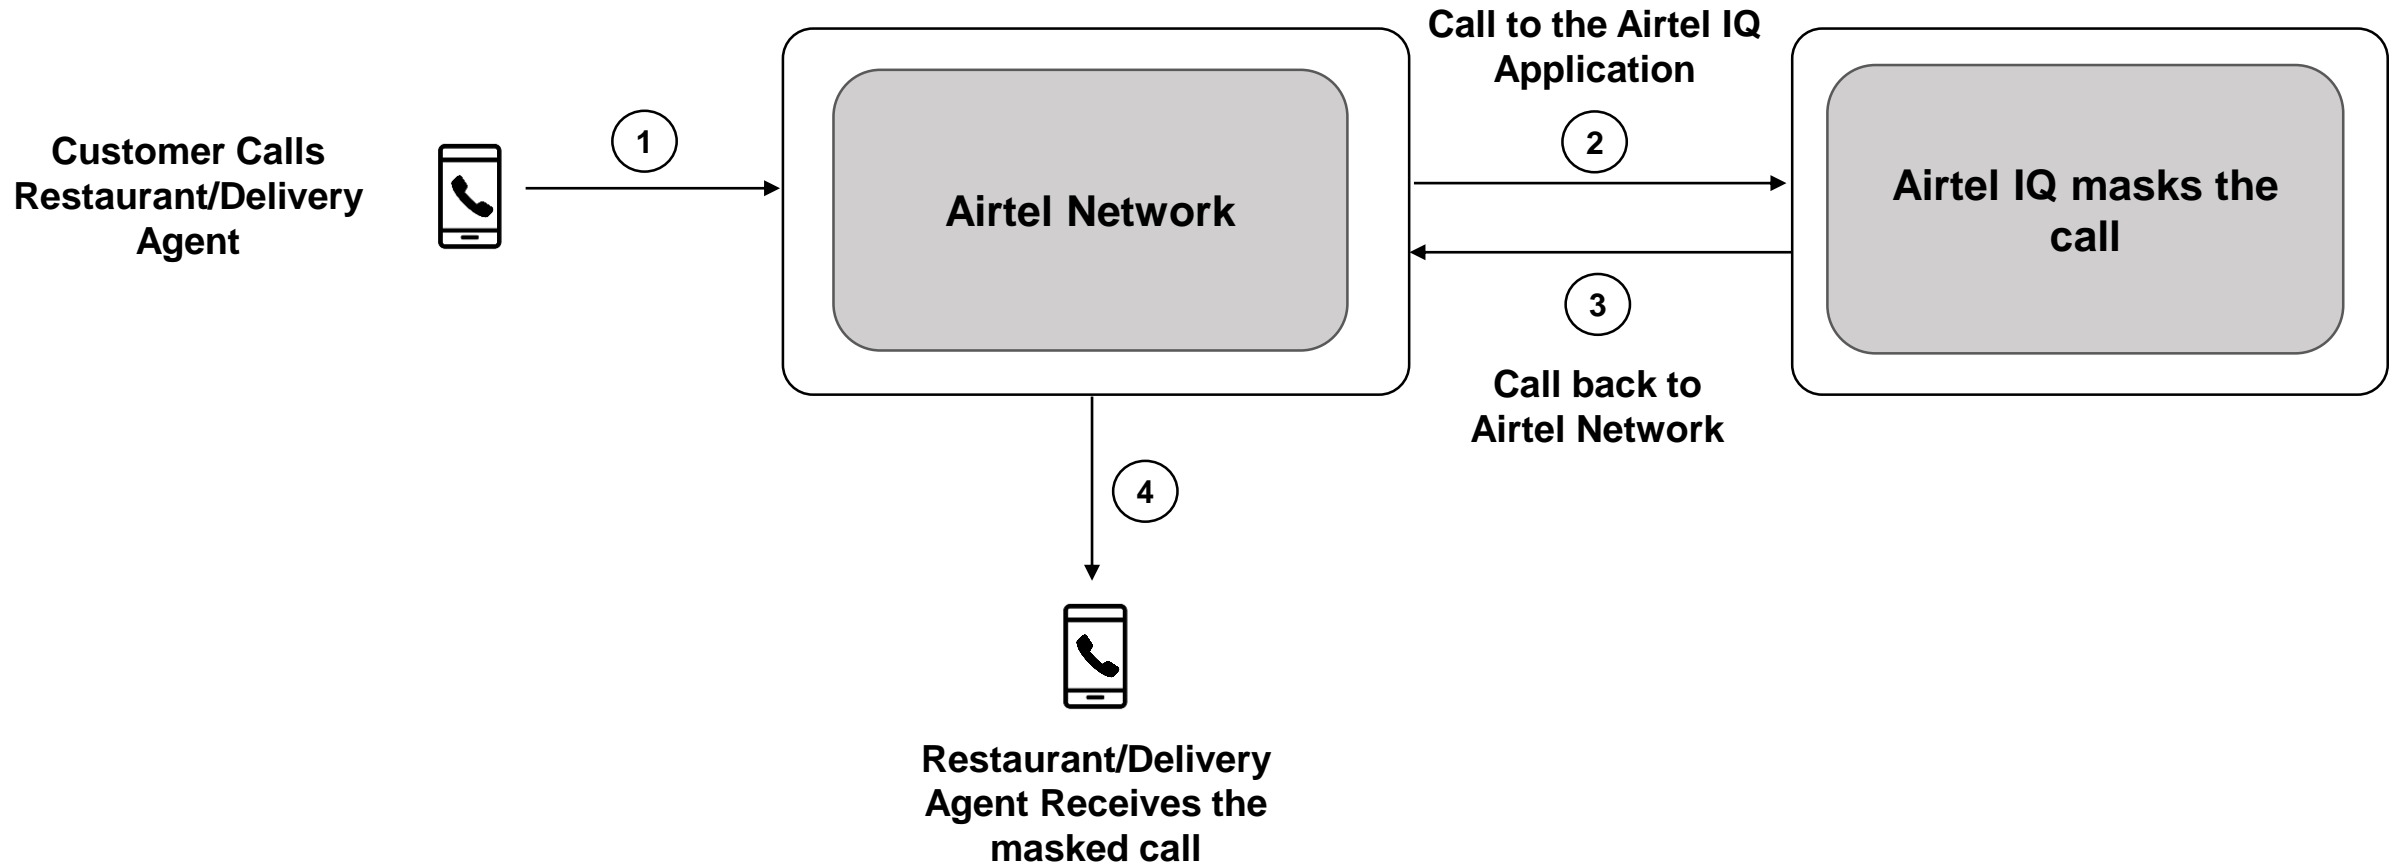 Customer Calls
Restaurant/Delivery
Agent
1
Airtel Network
Call to the Airtel IQ
Application
2
Airtel IQ masks the
call
3
Call back to
Airtel Network
4
Restaurant/Delivery
Agent Receives the
masked call